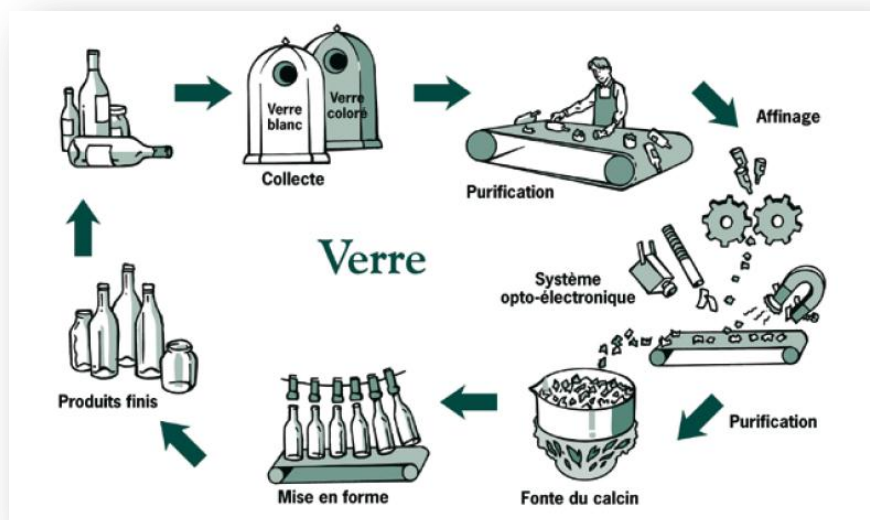 Verre
blanc
Verre
coloré
Collecte
Purification
Affinage
Verre
Système
opto-électronique
Purification
Fonte du calcin
Mise en forme
Produits finis